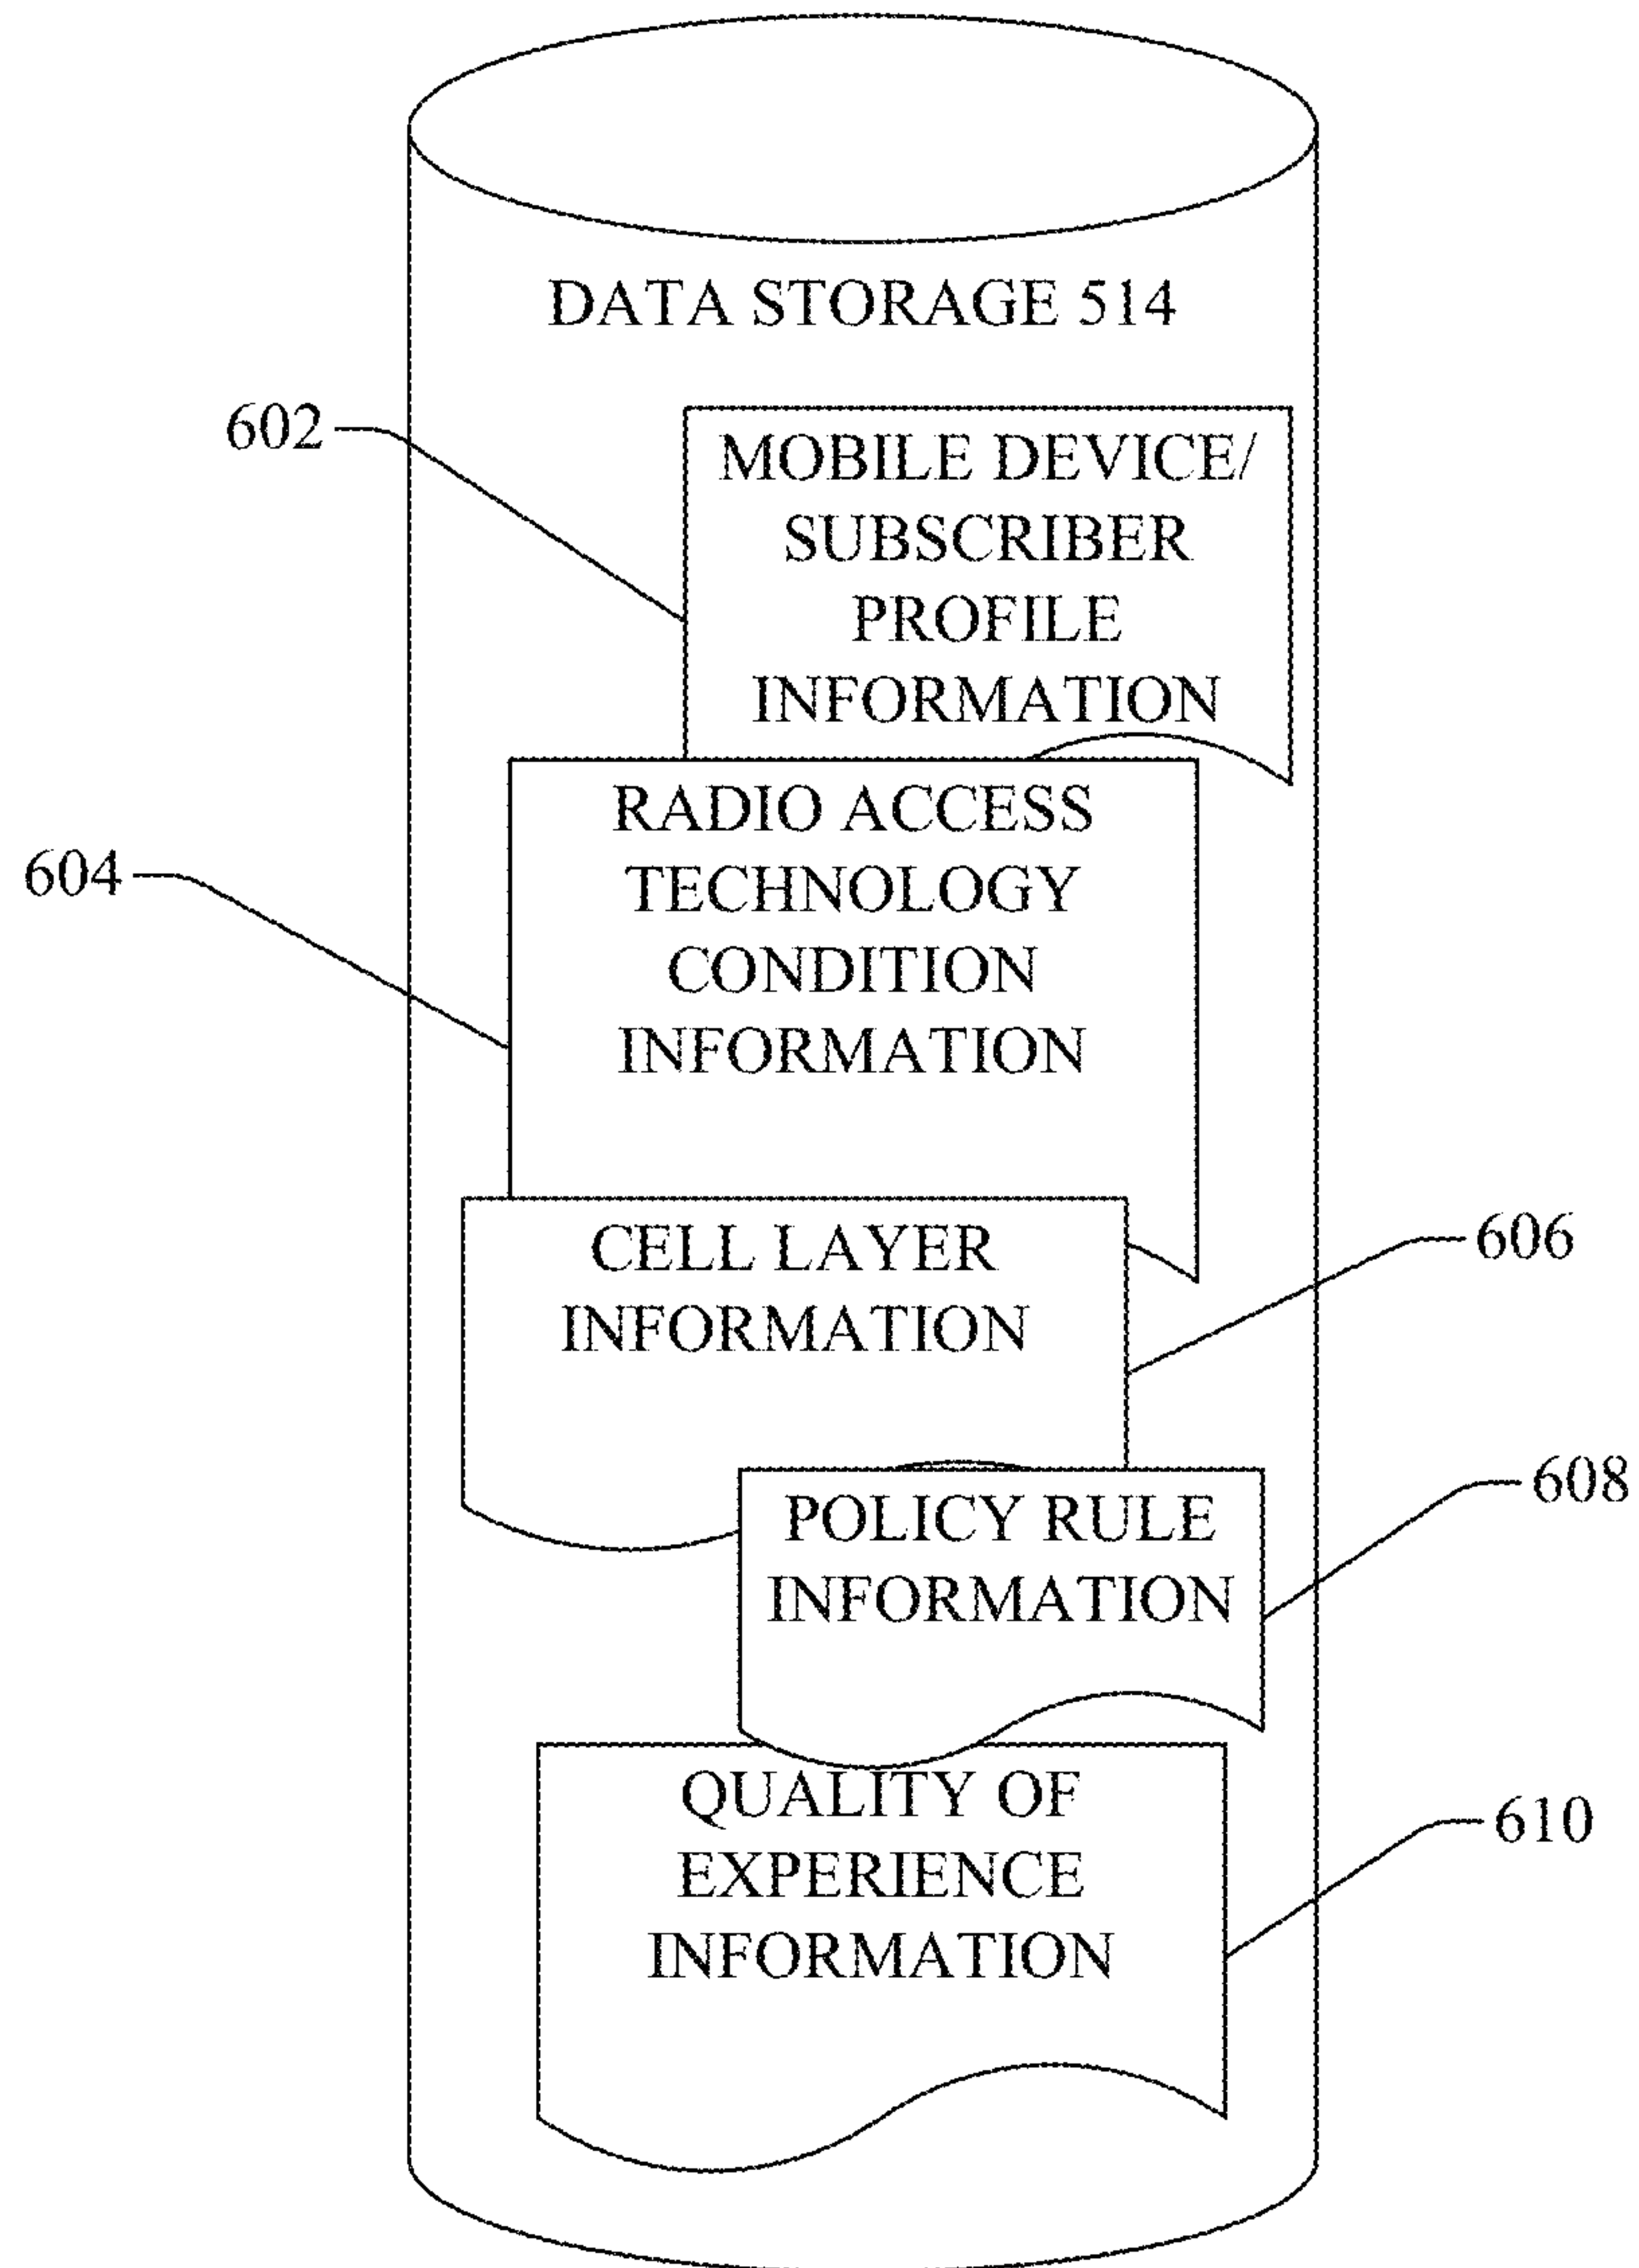 DATA STORAGE 514
602
MOBILE DEVICE/
SUBSCRIBER
PROFILE
INFORMATION
604
RADIO ACCESS
TECHNOLOGY
CONDITION
INFORMATION
606
CELL LAYER
INFORMATION
608
POLICY RULE
INFORMATION
610
QUALITY OF
EXPERIENCE
INFORMATION